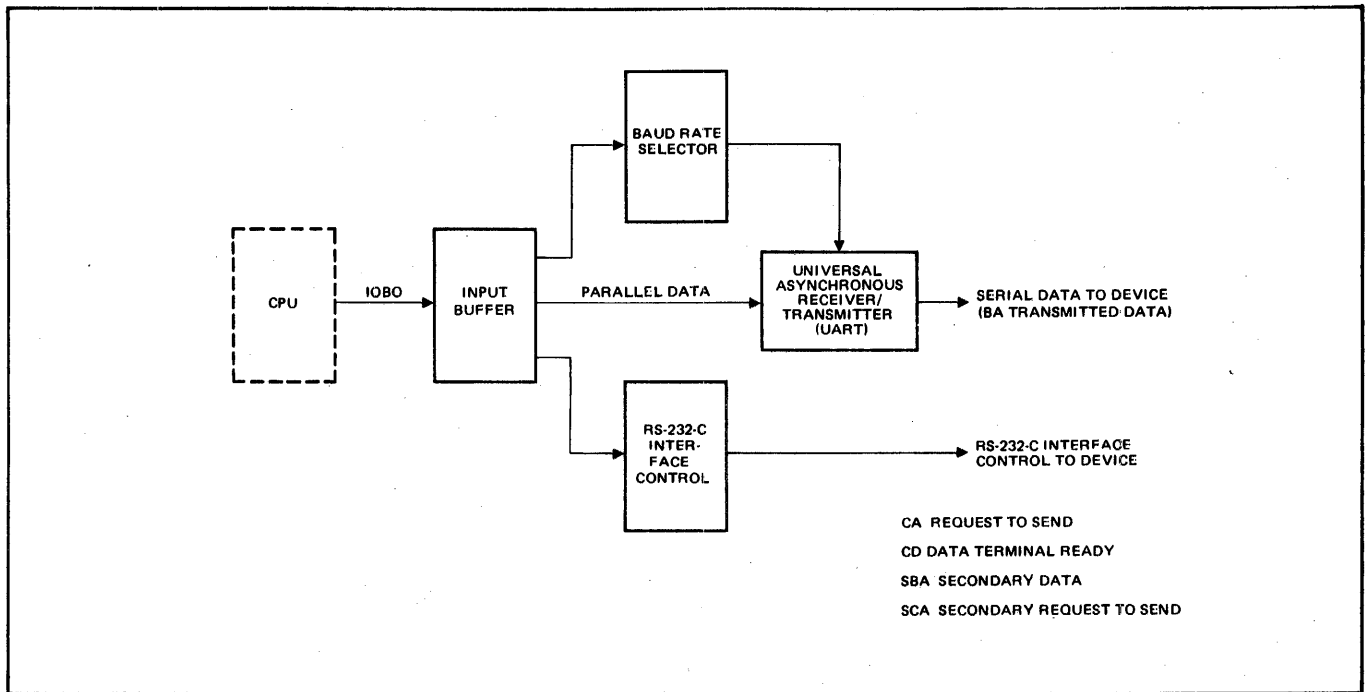 BAUD RATE
SELECTOR
CPU
IOBO
INPUT
BUFFER
PARALLEL DATA
UNIVERSAL
ASYNCHRONOUS
RECEIVER/
TRANSMITTER
(UART)
SERIAL DATA TO DEVICE
(BA TRANSMITTED DATA)
RS-232-C
INTER-
FACE
CONTROL
RS-232-C INTERFACE
CONTROL TO DEVICE
CA REQUEST TO SEND
CD DATA TERMINAL READY
SBA SECONDARY DATA
SCA SECONDARY REQUEST TO SEND